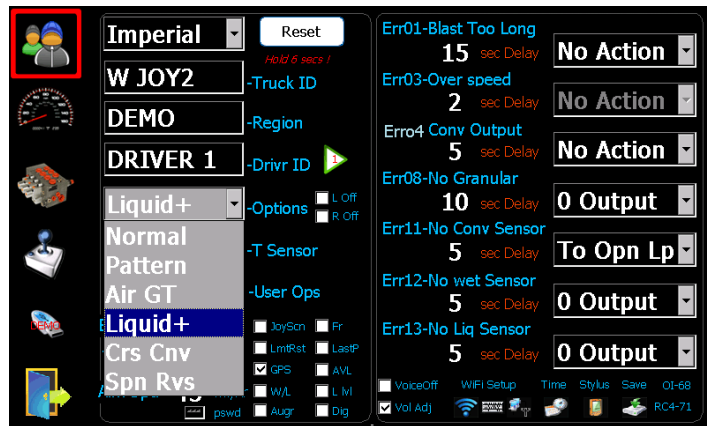 Imperial
Reset
Hold 6 secs !
W JOY2 -Truck ID
DEMO -Region
DRIVER 1 -Drivr ID 1
Liquid+ -Options L Off
R Off
Normal
Pattern -T Sensor
Air GT -User Ops
Liquid+ JoyScn Fr
Crs Cnv LmtRst LastP
GPS AVL
Spn Rvs W/L L lvl
pswd Augr Dig
DEMO
Err01-Blast Too Long
15 sec Delay No Action
Err03-Over speed
2 sec Delay No Action
Erro4 Conv Output
5 sec Delay No Action
Err08-No Granular
10 sec Delay 0 Output
Err11-No Conv Sensor
5 sec Delay To Opn Lp
Err12-No wet Sensor
5 sec Delay 0 Output
Err13-No Liq Sensor
5 sec Delay 0 Output
VoiceOff WiFi Setup Time Stylus Save OI-68
Vol Adj RC4-71